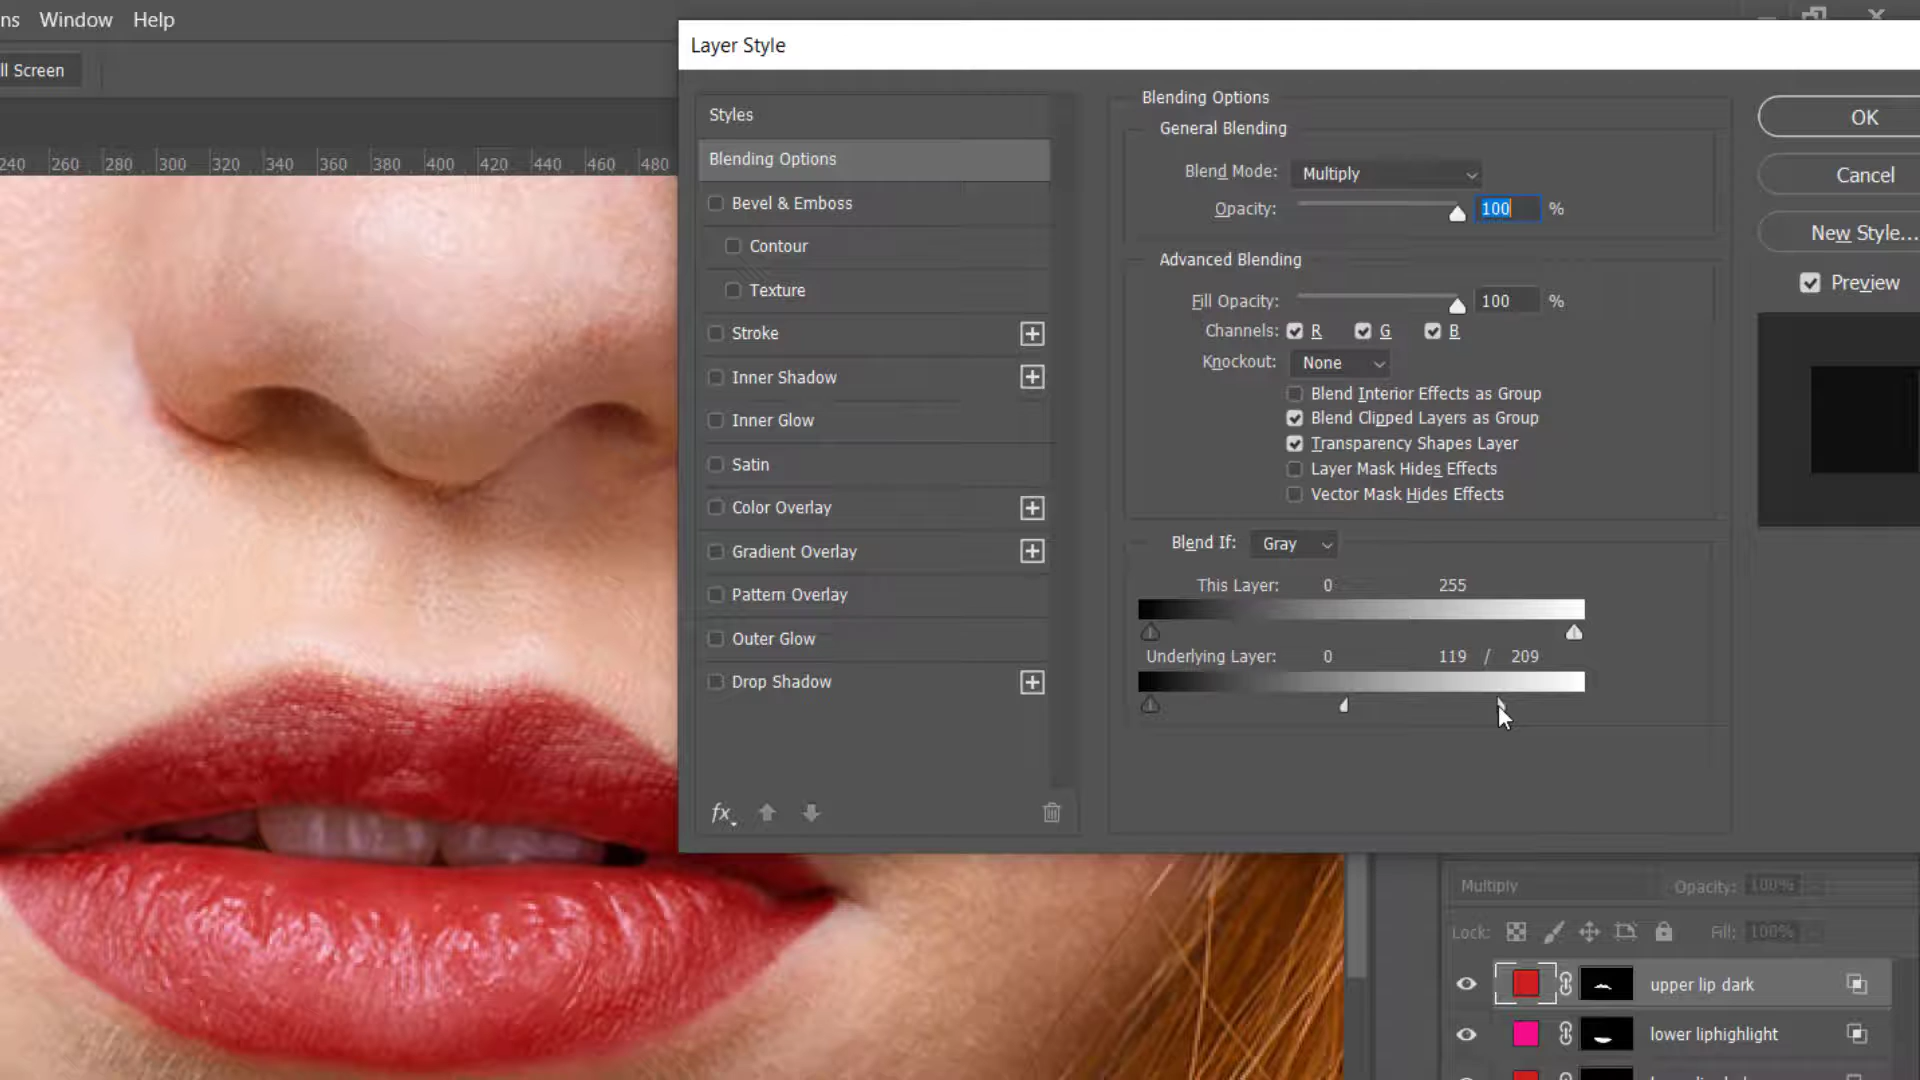 ns Window Help
ll Screen
Layer Style
240 260 280 300 320 340 360 380 400 420 440 460 480
Styles
Blending Options
Bevel & Emboss
Contour
Texture
Stroke
Inner Shadow
Inner Glow
Satin
Color Overlay
Gradient Overlay
Pattern Overlay
Outer Glow
Drop Shadow
fx
Blending Options
General Blending
Blend Mode: Multiply
Opacity: 100 %
Advanced Blending
Fill Opacity: 100 %
Channels: R G B
Knockout: None
Blend Interior Effects as Group
Blend Clipped Layers as Group
Transparency Shapes Layer
Layer Mask Hides Effects
Vector Mask Hides Effects
Blend If: Gray
This Layer: 0 255
Underlying Layer: 0 119 / 209
OK
Cancel
New Style...
Preview
Multiply Opacity: 100%
Lock: Fill: 100%
upper lip dark
lower liphighlight